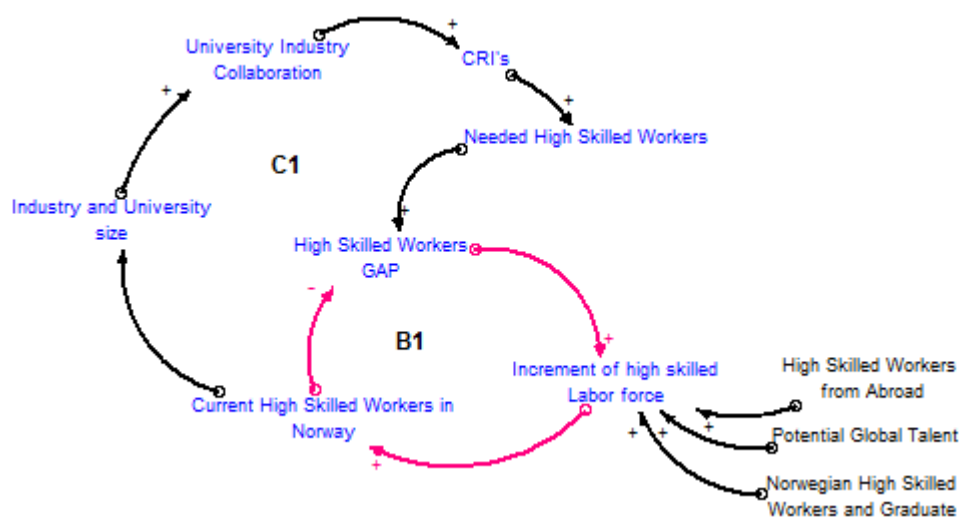 +
University Industry
Collaboration
CRI's
+
+
Needed High Skilled Workers
C1
Industry and University
size
+
High Skilled Workers
GAP
-
B1
+
Increment of high skilled
Labor force
High Skilled Workers
from Abroad
Current High Skilled Workers in
Norway
+
+
+
+
Potential Global Talent
Norwegian High Skilled
Workers and Graduate